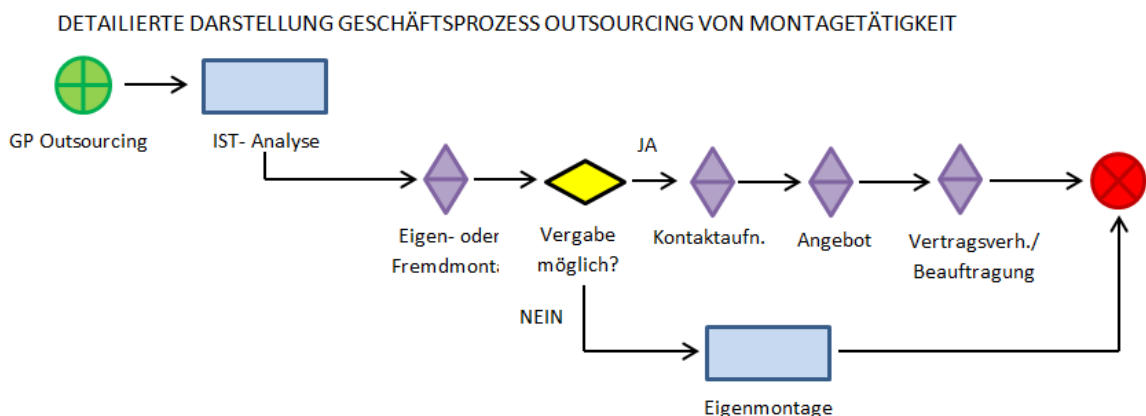 DETAILIERTE DARSTELLUNG GESCHÄFTSPROZESS OUTSOURCING VON MONTAGETÄTIGKEIT
GP Outsourcing
IST- Analyse
JA
Eigen- oder
Fremdmonta
Vergabe
möglich?
Kontaktaufn.
Angebot
Vertragsverh./
Beauftragung
NEIN
Eigenmontage